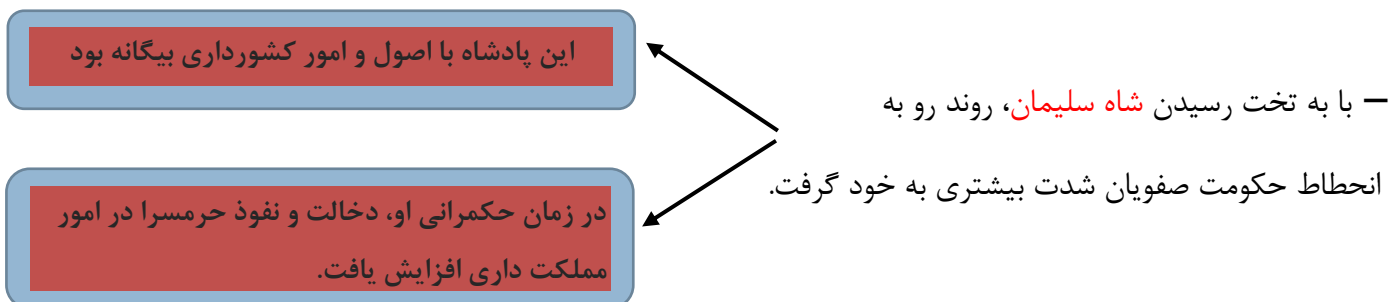 – با به تخت رسیدن شاه سلیمان، روند رو به
انحطاط حکومت صفویان شدت بیشتری به خود گرفت.
این پادشاه با اصول و امور کشورداری بیگانه بود
در زمان حکمرانی او، دخالت و نفوذ حرمسرا در امور
مملکت داری افزایش یافت.